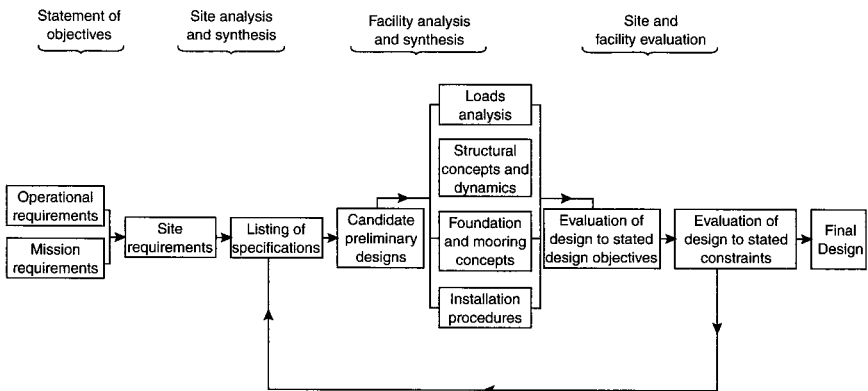 Statement of
objectives
Site analysis
and synthesis
Facility analysis
and synthesis
Site and
facility evaluation
Operational
requirements
Mission
requirements
Site
requirements
Listing of
specifications
Candidate
preliminary
designs
Loads
analysis
Structural
concepts and
dynamics
Foundation
and mooring
concepts
Installation
procedures
Evaluation of
design to stated
design objectives
Evaluation of
design to stated
constraints
Final
Design